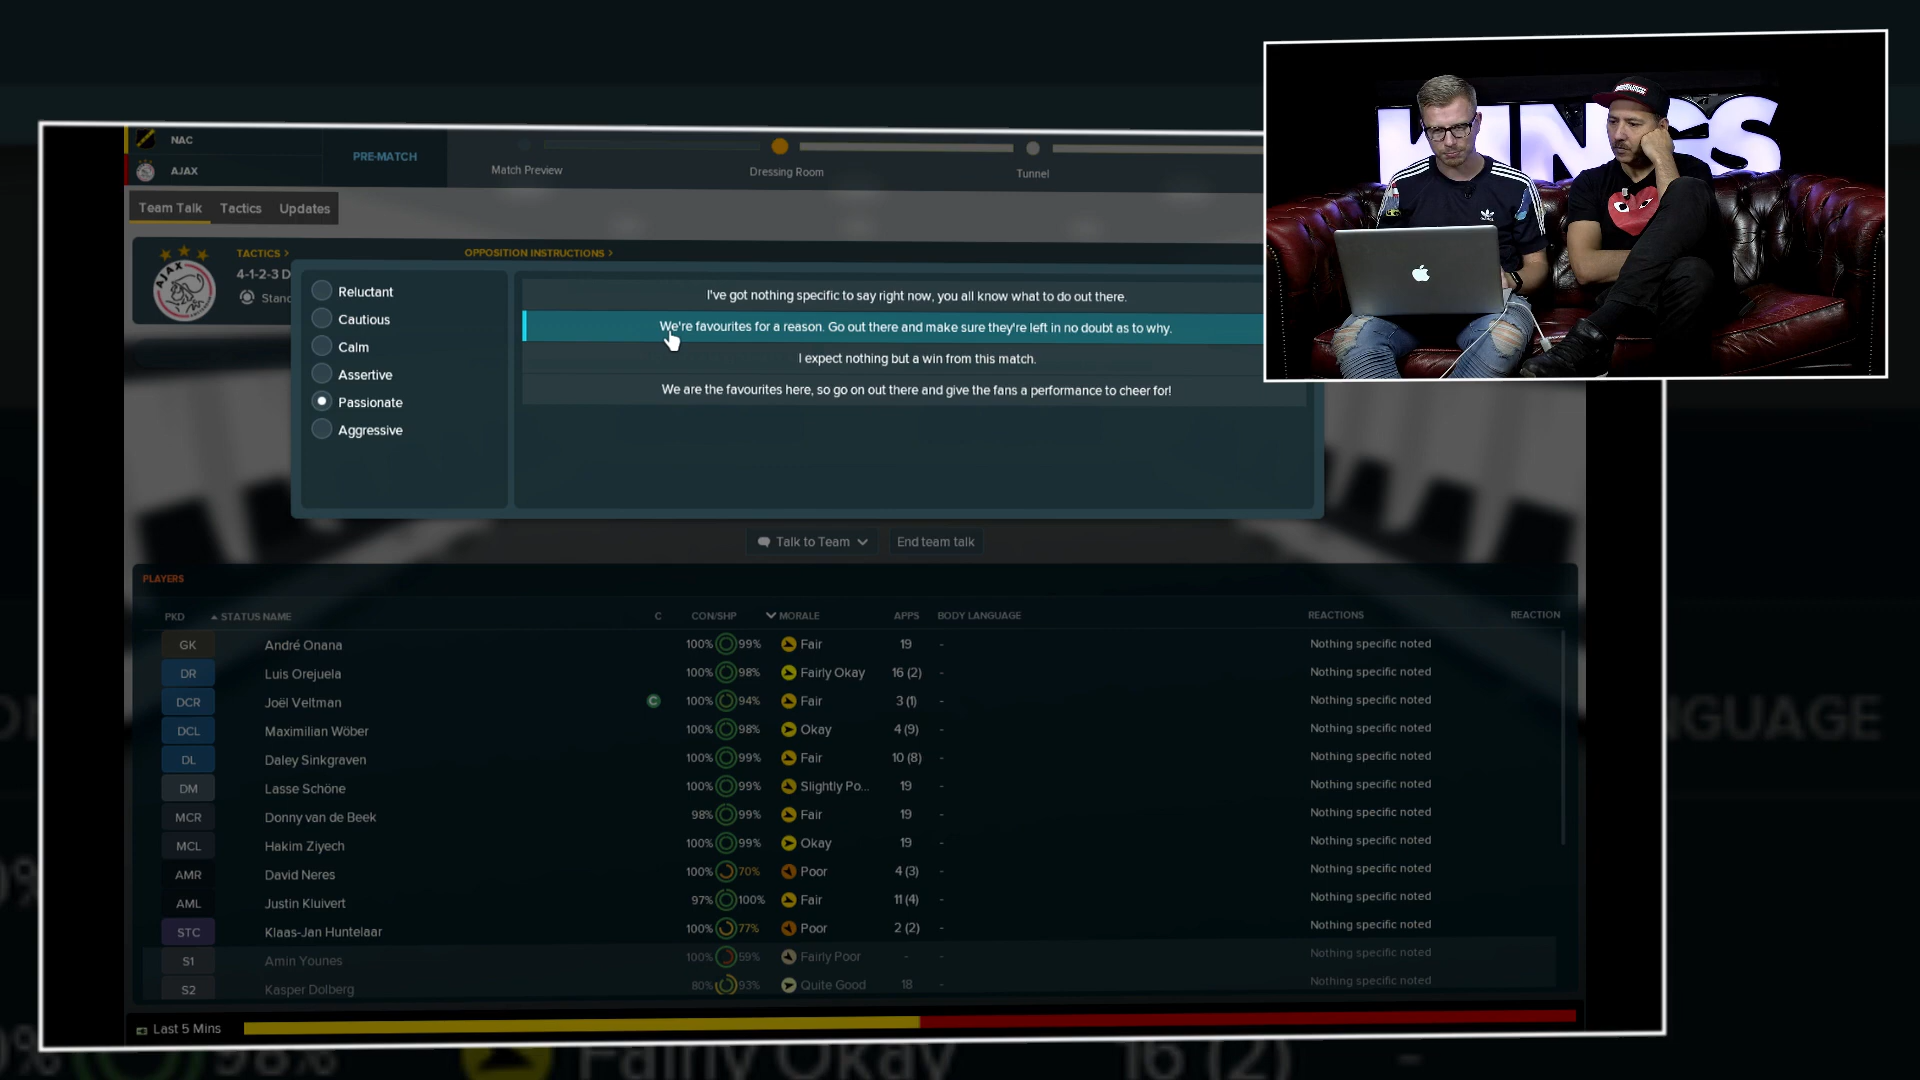 NAC
AJAX
PRE-MATCH
Match Preview
Dressing Room
Tunnel
Team Talk
Tactics
Updates
AJAX
TACTICS >
OPPOSITION INSTRUCTIONS >
4-1-2-3 D
Stand
Reluctant
Cautious
Calm
Assertive
Passionate
Aggressive
I've got nothing specific to say right now, you all know what to do out there.
We're favourites for a reason. Go out there and make sure they're left in no doubt as to why.
I expect nothing but a win from this match.
We are the favourites here, so go on out there and give the fans a performance to cheer for!
KINGS
adidas
Talk to Team
End team talk
PLAYERS
PKD STATUS NAME C CON/SHP MORALE APPS BODY LANGUAGE REACTIONS REACTION
GK André Onana 100% 99% Fair 19 - Nothing specific noted
DR Luis Orejuela 100% 98% Fairly Okay 16 (2) - Nothing specific noted
DCR Joël Veltman C 100% 94% Fair 3 (1) - Nothing specific noted
DCL Maximilian Wöber 100% 98% Okay 4 (9) - Nothing specific noted
DL Daley Sinkgraven 100% 99% Fair 10 (8) - Nothing specific noted
DM Lasse Schöne 100% 99% Slightly Po... 19 - Nothing specific noted
MCR Donny van de Beek 98% 99% Fair 19 - Nothing specific noted
MCL Hakim Ziyech 100% 99% Okay 19 - Nothing specific noted
AMR David Neres 100% 70% Poor 4 (3) - Nothing specific noted
AML Justin Kluivert 97% 100% Fair 11 (4) - Nothing specific noted
STC Klaas-Jan Huntelaar 100% 77% Poor 2 (2) - Nothing specific noted
S1 Amin Younes 100% 59% Fairly Poor - - Nothing specific noted
S2 Kasper Dolberg 80% 93% Quite Good 18 - Nothing specific noted
Last 5 Mins
NGUAGE
98%
Fairly Okay
16 (2)
-